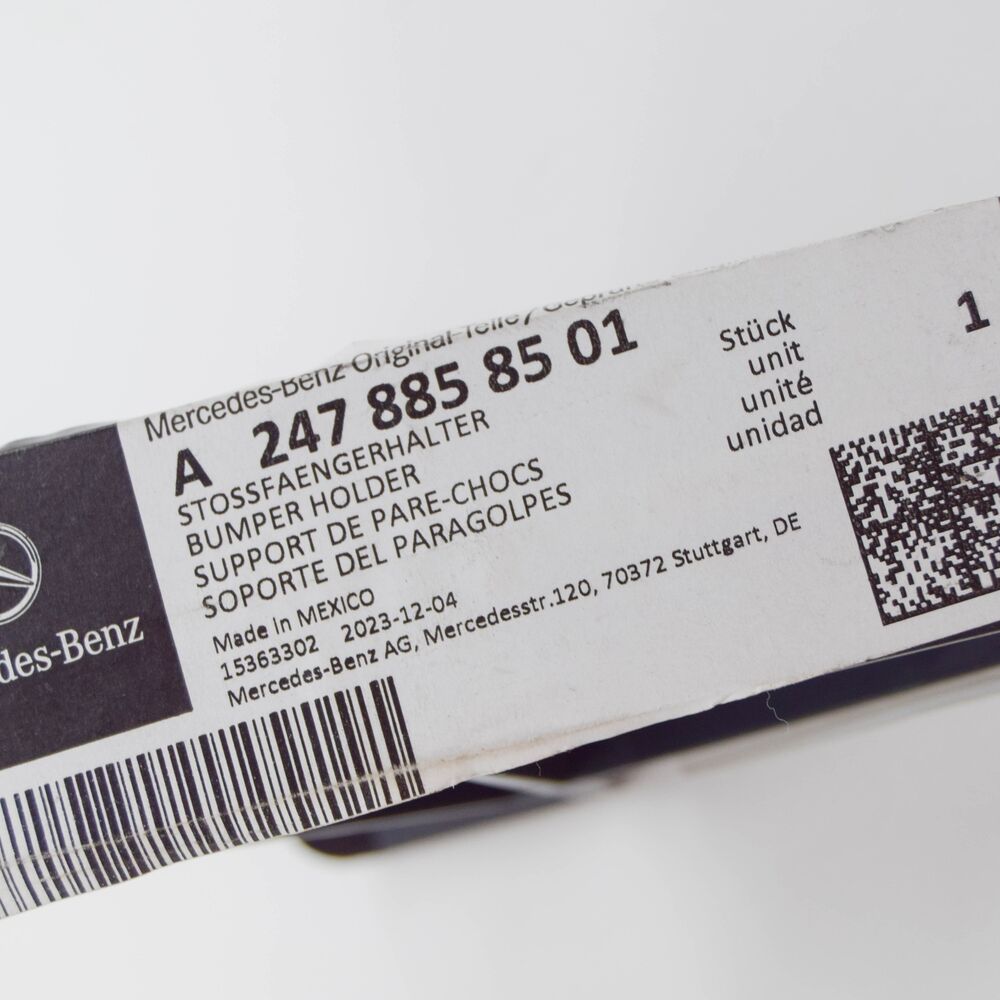 Mercedes-Benz Original-Teile /
A 247 885 85 01
STOSSFAENGERHALTER
BUMPER HOLDER
SUPPORT DE PARE-CHOCS
SOPORTE DEL PARAGOLPES
Made in MEXICO
15363302 2023-12-04
Mercedes-Benz AG, Mercedesstr.120, 70372 Stuttgart, DE
Stück
unit
unité
unidad
1
des-Benz